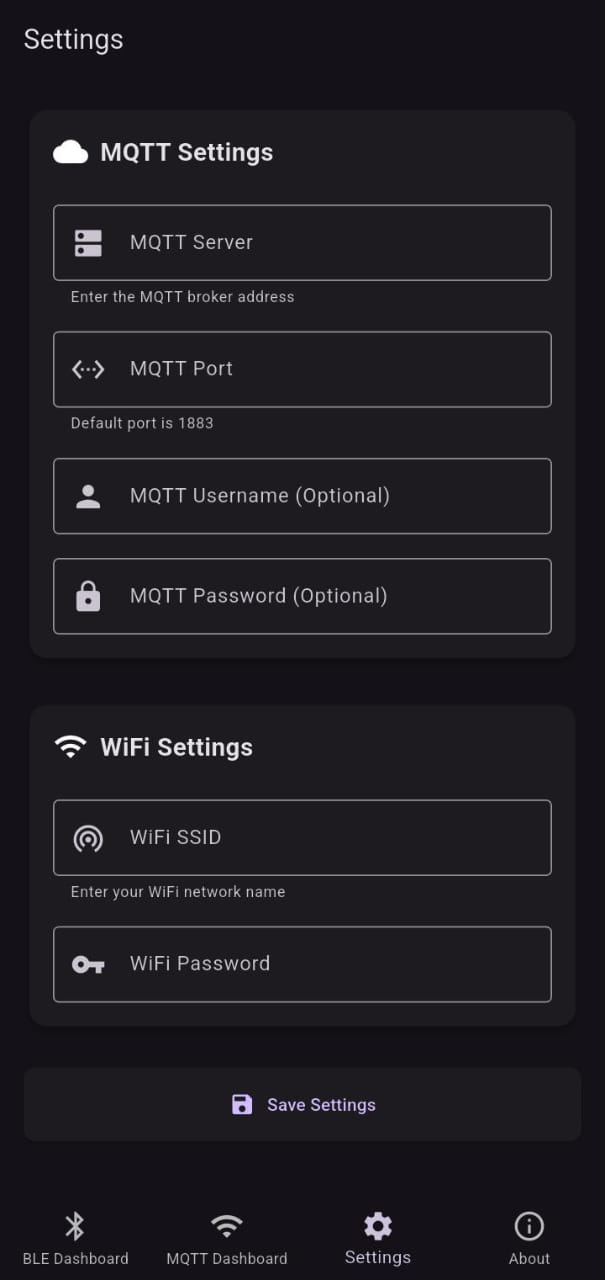 Settings
MQTT Settings
MQTT Server
Enter the MQTT broker address
MQTT Port
Default port is 1883
MQTT Username (Optional)
MQTT Password (Optional)
WiFi Settings
WiFi SSID
Enter your WiFi network name
WiFi Password
Save Settings
BLE Dashboard
MQTT Dashboard
Settings
About